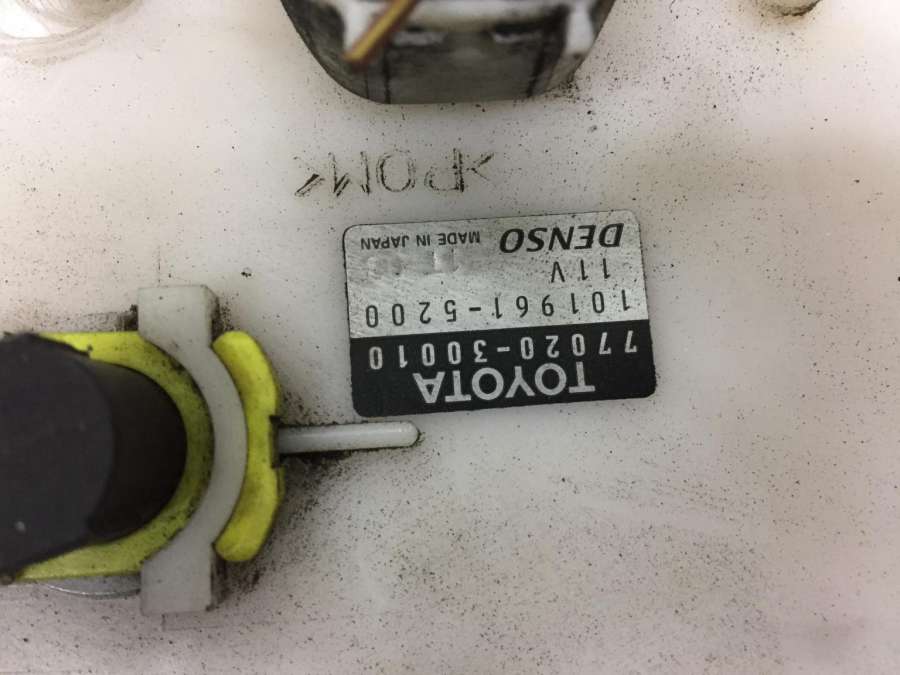 TOYOTA
77020-30010
101961-5200
11V
DENSO MADE IN JAPAN
>POM<